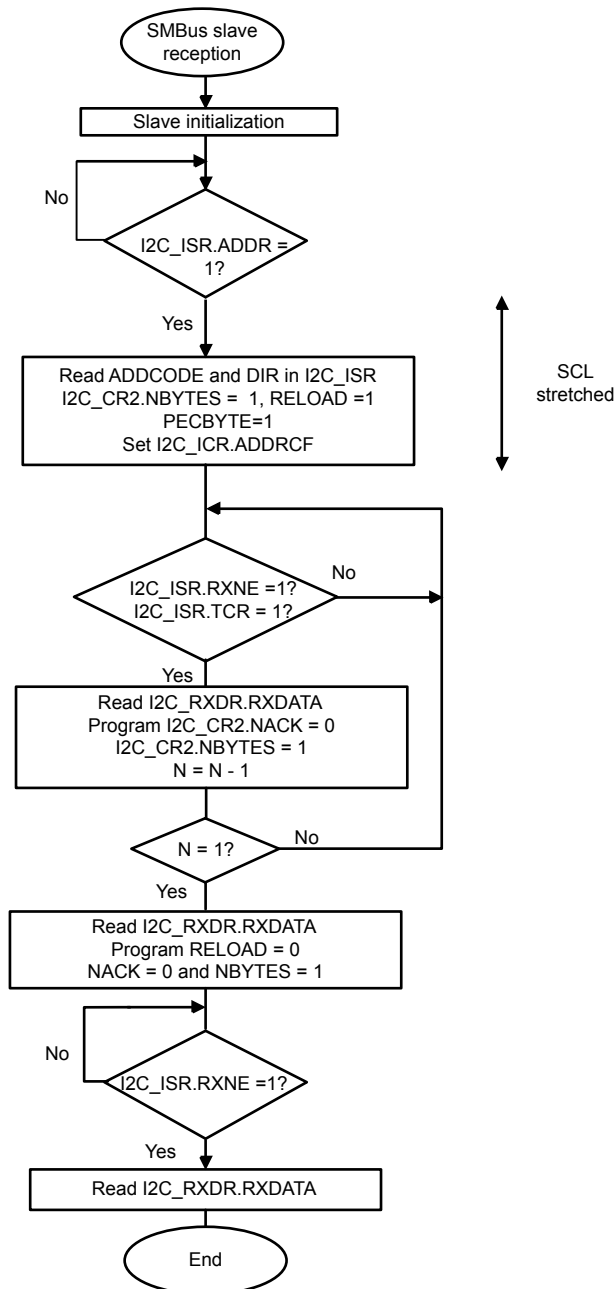 SMBus slave
reception
Slave initialization
No
I2C_ISR.ADDR =
1?
Yes
SCL
stretched
Read ADDCODE and DIR in I2C_ISR
I2C_CR2.NBYTES = 1, RELOAD =1
PECBYTE=1
Set I2C_ICR.ADDRCF
I2C_ISR.RXNE =1?
I2C_ISR.TCR = 1?
No
Yes
Read I2C_RXDR.RXDATA
Program I2C_CR2.NACK = 0
I2C_CR2.NBYTES = 1
N = N - 1
N = 1?
No
Yes
Read I2C_RXDR.RXDATA
Program RELOAD = 0
NACK = 0 and NBYTES = 1
No
I2C_ISR.RXNE =1?
Yes
Read I2C_RXDR.RXDATA
End